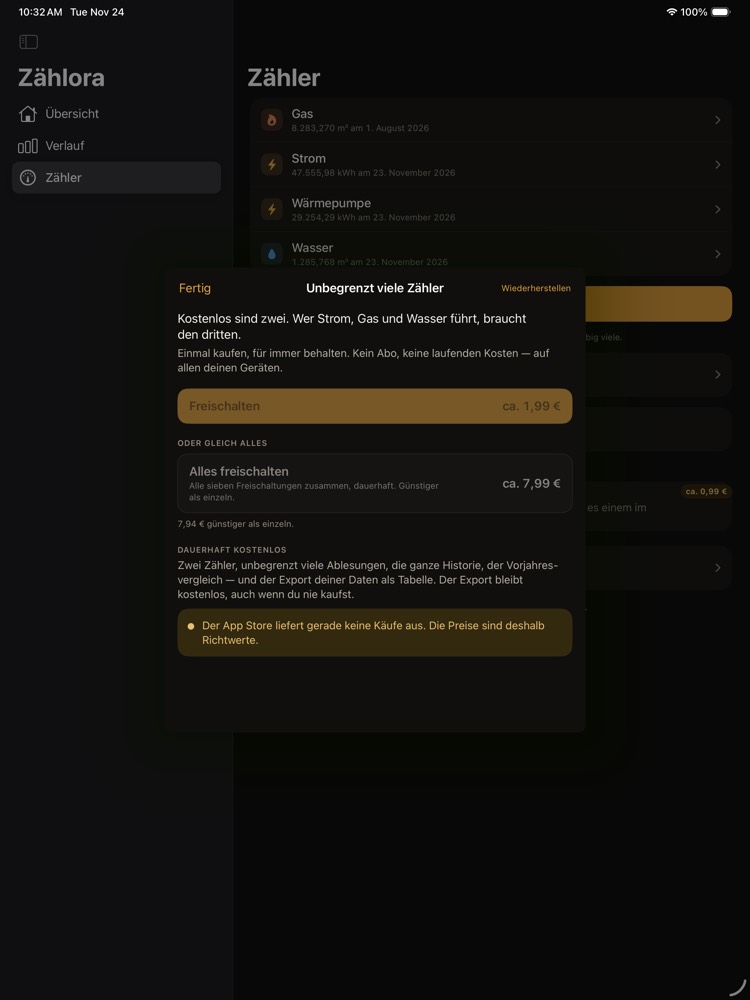 10:32 AM Tue Nov 24
100%
Zählora
Übersicht
Verlauf
Zähler
Zähler
Gas
8.283,270 m³ am 1. August 2026
Strom
47.555,98 kWh am 23. November 2026
Wärmepumpe
29.254,29 kWh am 23. November 2026
Wasser
1.285,768 m³ am 23. November 2026
big viele.
ca. 0,99 €
es einem im
Fertig
Unbegrenzt viele Zähler
Wiederherstellen
Kostenlos sind zwei. Wer Strom, Gas und Wasser führt, braucht
den dritten.
Einmal kaufen, für immer behalten. Kein Abo, keine laufenden Kosten — auf
allen deinen Geräten.
Freischalten
ca. 1,99 €
ODER GLEICH ALLES
Alles freischalten
Alle sieben Freischaltungen zusammen, dauerhaft. Günstiger
als einzeln.
ca. 7,99 €
7,94 € günstiger als einzeln.
DAUERHAFT KOSTENLOS
Zwei Zähler, unbegrenzt viele Ablesungen, die ganze Historie, der Vorjahres-
vergleich — und der Export deiner Daten als Tabelle. Der Export bleibt
kostenlos, auch wenn du nie kaufst.
Der App Store liefert gerade keine Käufe aus. Die Preise sind deshalb
Richtwerte.